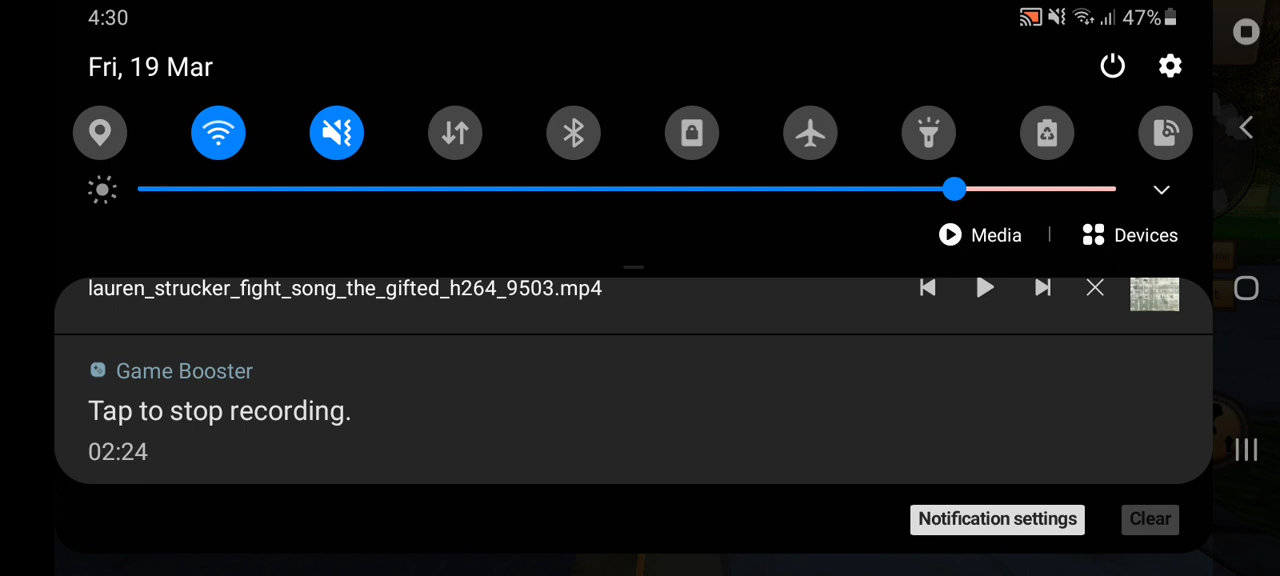 4:30
47%
Fri, 19 Mar
Media
Devices
lauren_strucker_fight_song_the_gifted_h264_9503.mp4
Game Booster
Tap to stop recording.
02:24
Notification settings
Clear